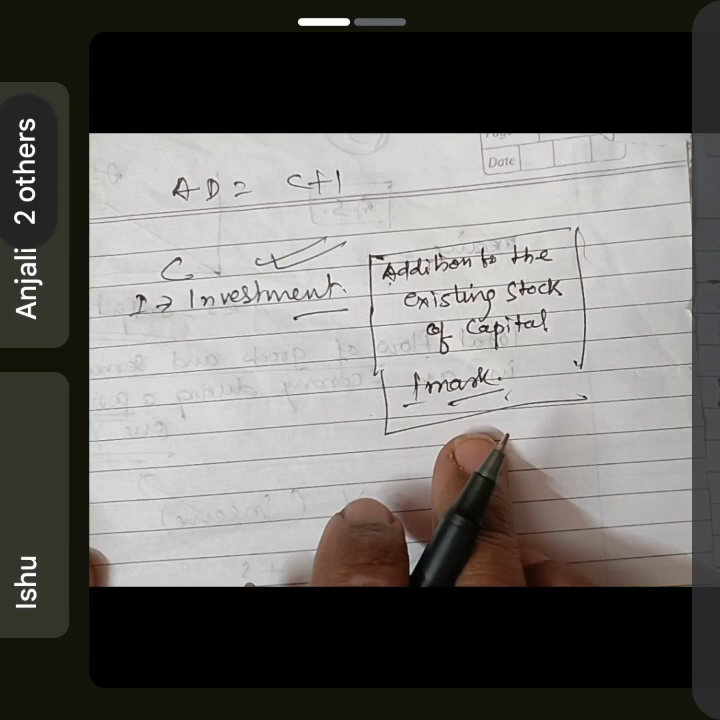 Anjali 2 others
Ishu
Date
AD = C+I
C
I → Investment.
Addition to the
existing stock
of capital
1 mark.